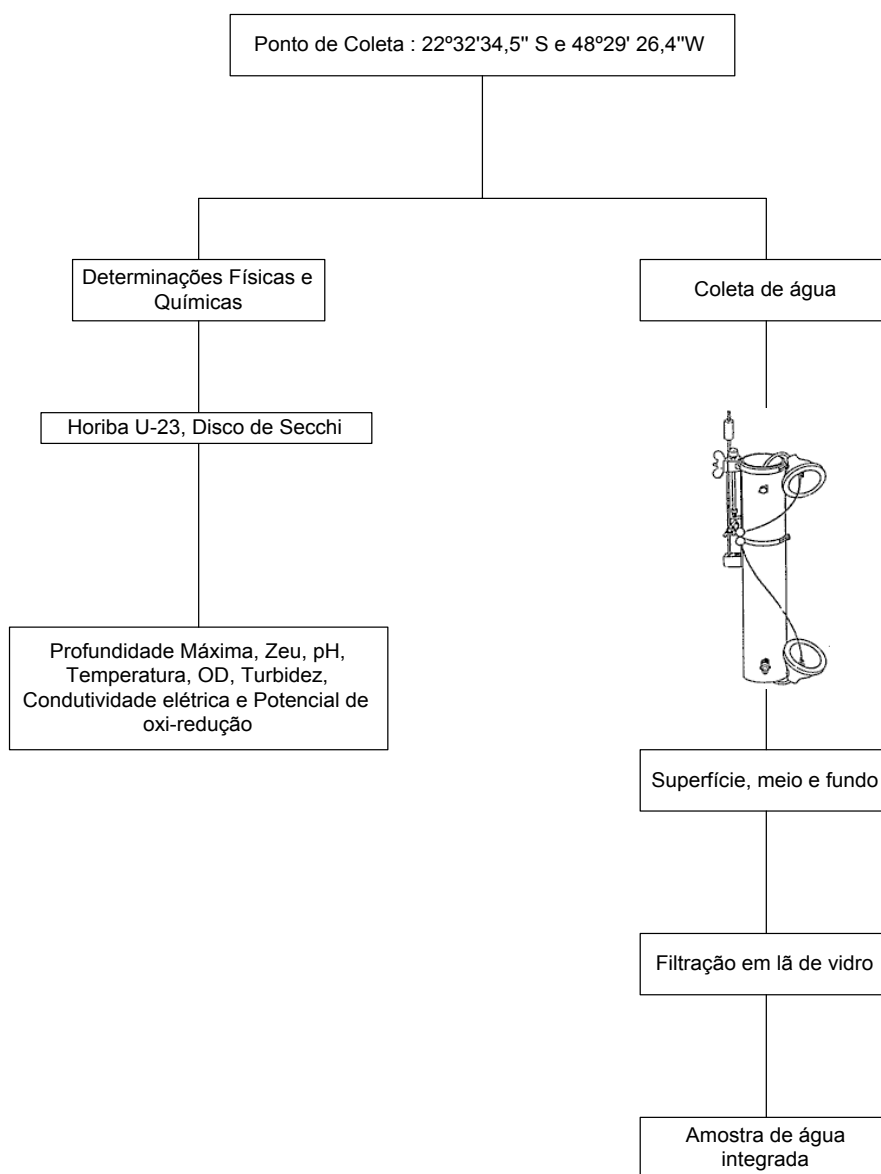 Ponto de Coleta : 22º32'34,5" S e 48º29' 26,4"W
Determinações Físicas e
Químicas
Coleta de água
Horiba U-23, Disco de Secchi
Profundidade Máxima, Zeu, pH,
Temperatura, OD, Turbidez,
Condutividade elétrica e Potencial de
oxi-redução
Superfície, meio e fundo
Filtração em lã de vidro
Amostra de água
integrada